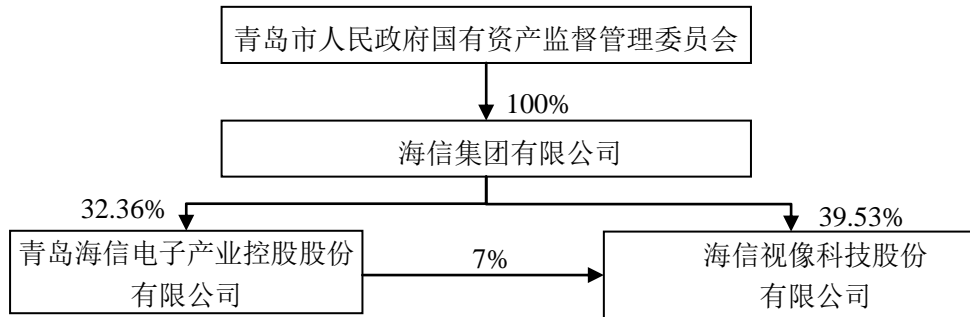 青岛市人民政府国有资产监督管理委员会
100%
海信集团有限公司
32.36%
39.53%
青岛海信电子产业控股股份
有限公司
7%
海信视像科技股份
有限公司